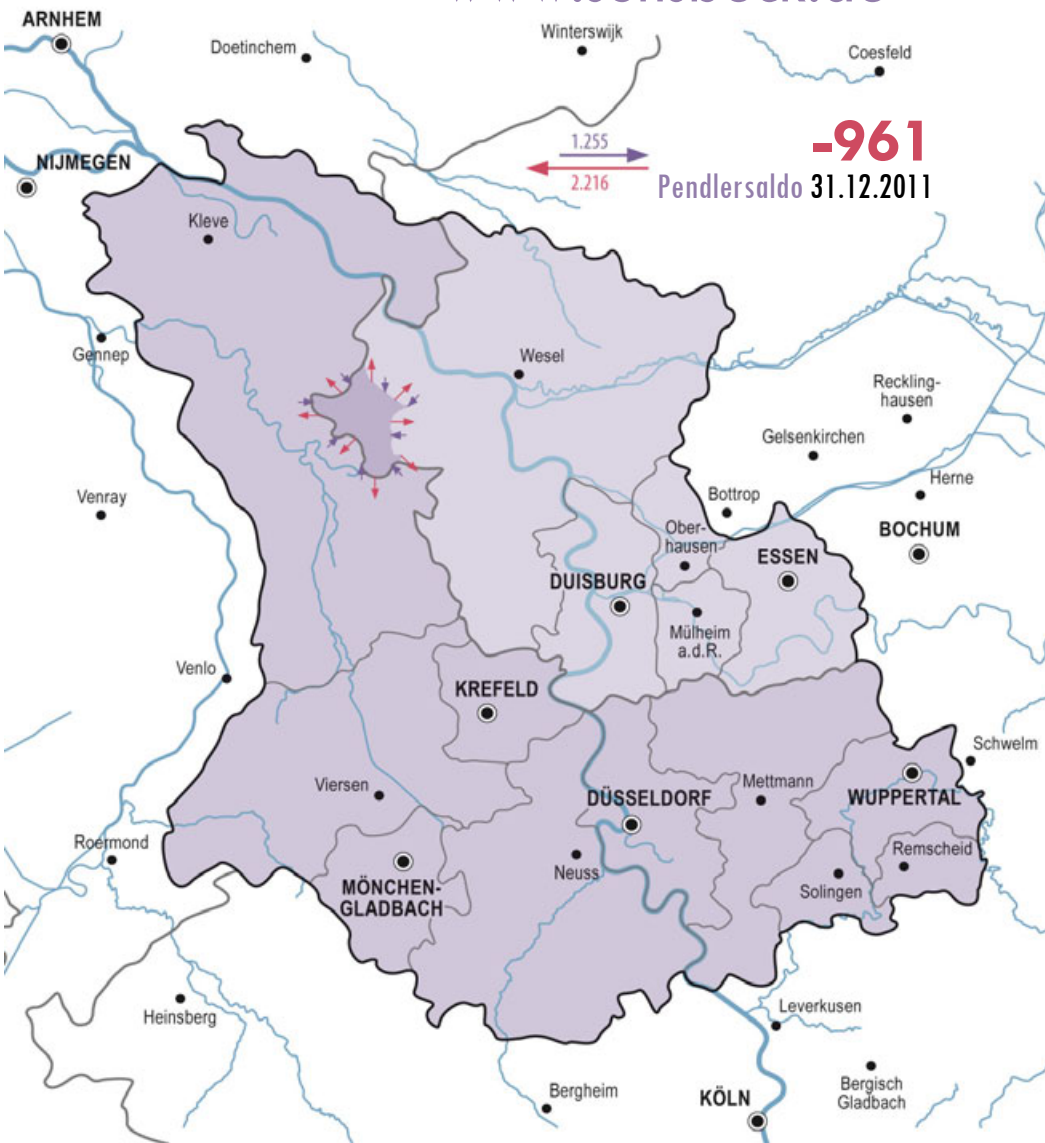 ARNHEM
Doetinchem
Winterswijk
Coesfeld
1.255
-961
2.216
Pendlersaldo 31.12.2011
NIJMEGEN
Kleve
Gennep
Wesel
Reckling-
hausen
Gelsenkirchen
Herne
Venray
Bottrop
BOCHUM
Ober-
hausen
ESSEN
DUISBURG
Mülheim
a.d.R.
Venlo
KREFELD
Schwelm
Viersen
Mettmann
DÜSSELDORF
WUPPERTAL
Roermond
Neuss
Remscheid
MÖNCHEN-
GLADBACH
Solingen
Heinsberg
Leverkusen
Bergheim
KÖLN
Bergisch
Gladbach